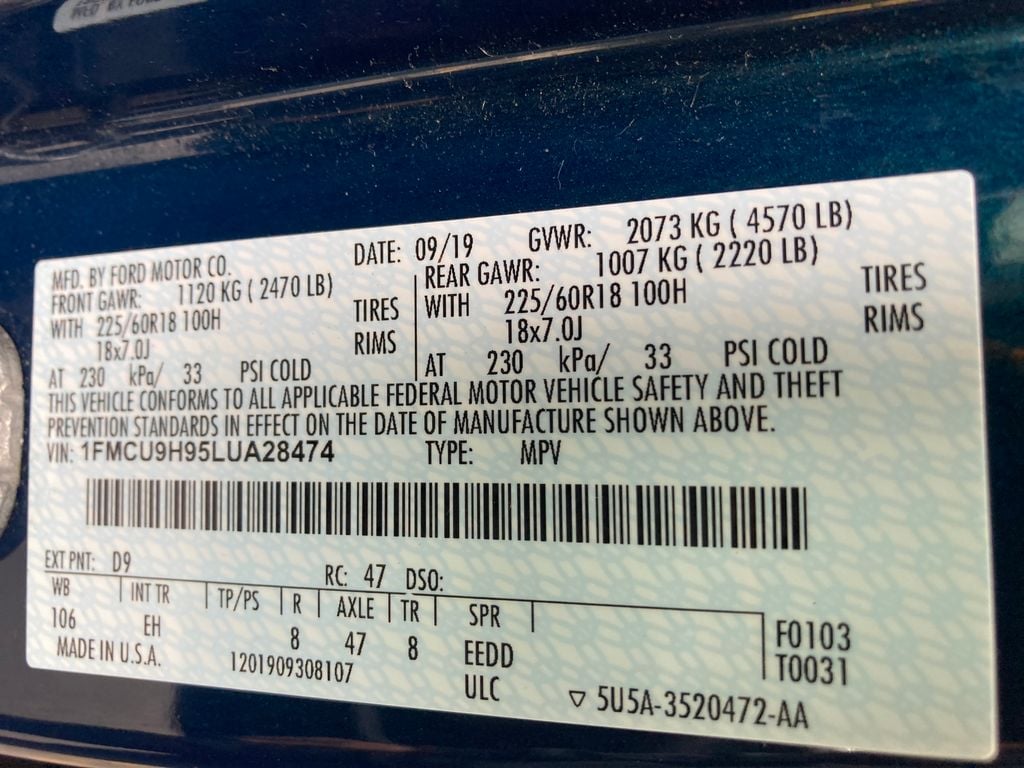 MFD. BY FORD MOTOR CO. DATE: 09/19 GVWR: 2073 KG ( 4570 LB)
FRONT GAWR: 1120 KG ( 2470 LB) REAR GAWR: 1007 KG ( 2220 LB)
WITH 225/60R18 100H TIRES WITH 225/60R18 100H TIRES
18x7.0J RIMS 18x7.0J RIMS
AT 230 kPa/ 33 PSI COLD AT 230 kPa/ 33 PSI COLD
THIS VEHICLE CONFORMS TO ALL APPLICABLE FEDERAL MOTOR VEHICLE SAFETY AND THEFT
PREVENTION STANDARDS IN EFFECT ON THE DATE OF MANUFACTURE SHOWN ABOVE.
VIN: 1FMCU9H95LUA28474 TYPE: MPV
EXT PNT: D9 RC: 47 DSO:
WB INT TR TP/PS R AXLE TR SPR
106 EH 8 47 8 EEDD F0103
MADE IN U.S.A. 1201909308107 ULC T0031
▽ 5U5A-3520472-AA